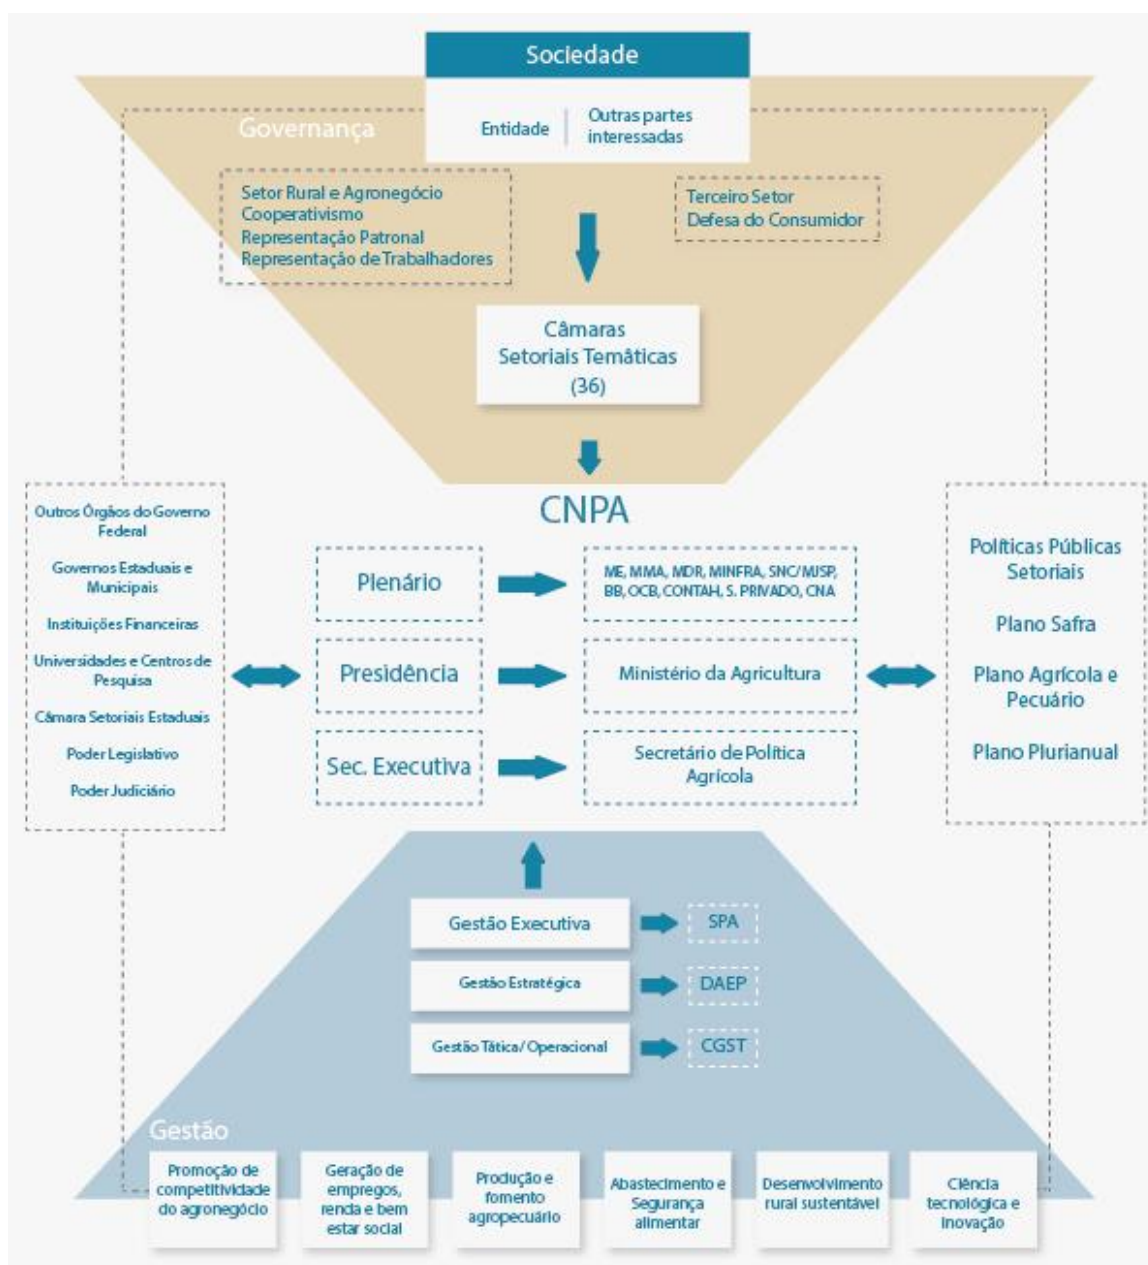 Sociedade
Governança
Entidade
Outras partes
interessadas
Setor Rural e Agronegócio
Cooperativismo
Representação Patronal
Representação de Trabalhadores
Terceiro Setor
Defesa do Consumidor
Câmaras
Setoriais Temáticas
(36)
CNPA
Outros Órgãos do Governo
Federal
Governos Estaduais e
Municipais
Instituições Financeiras
Universidades e Centros de
Pesquisa
Câmara Setoriais Estaduais
Poder Legislativo
Poder Judiciário
Plenário
ME, MMA, MDR, MINFRA, SNC/MJSP,
BB, OCB, CONTAH, S. PRIVADO, CNA
Presidência
Ministério da Agricultura
Sec. Executiva
Secretário de Política
Agrícola
Políticas Públicas
Setoriais
Plano Safra
Plano Agrícola e
Pecuário
Plano Plurianual
Gestão Executiva
SPA
Gestão Estratégica
DAEP
Gestão Tática/ Operacional
CGST
Gestão
Promoção de
competitividade
do agronegócio
Geração de
empregos,
renda e bem
estar social
Produção e
fomento
agropecuário
Abastecimento e
Segurança
alimentar
Desenvolvimento
rural sustentável
Ciência
tecnológica e
Inovação